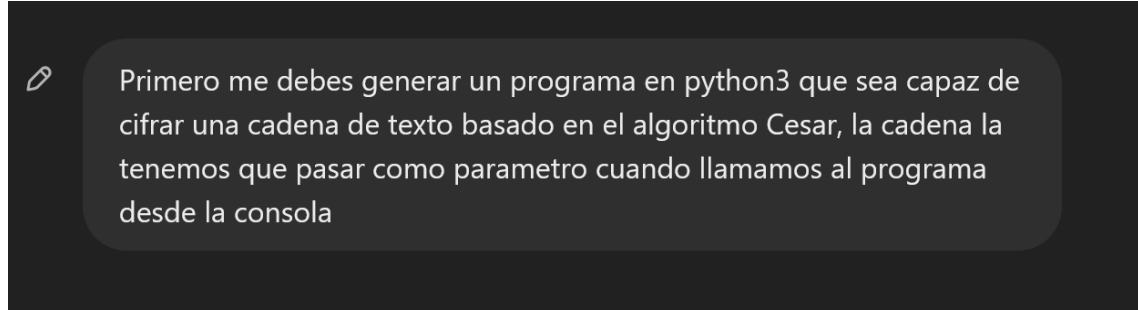 Primero me debes generar un programa en python3 que sea capaz de
cifrar una cadena de texto basado en el algoritmo Cesar, la cadena la
tenemos que pasar como parametro cuando llamamos al programa
desde la consola